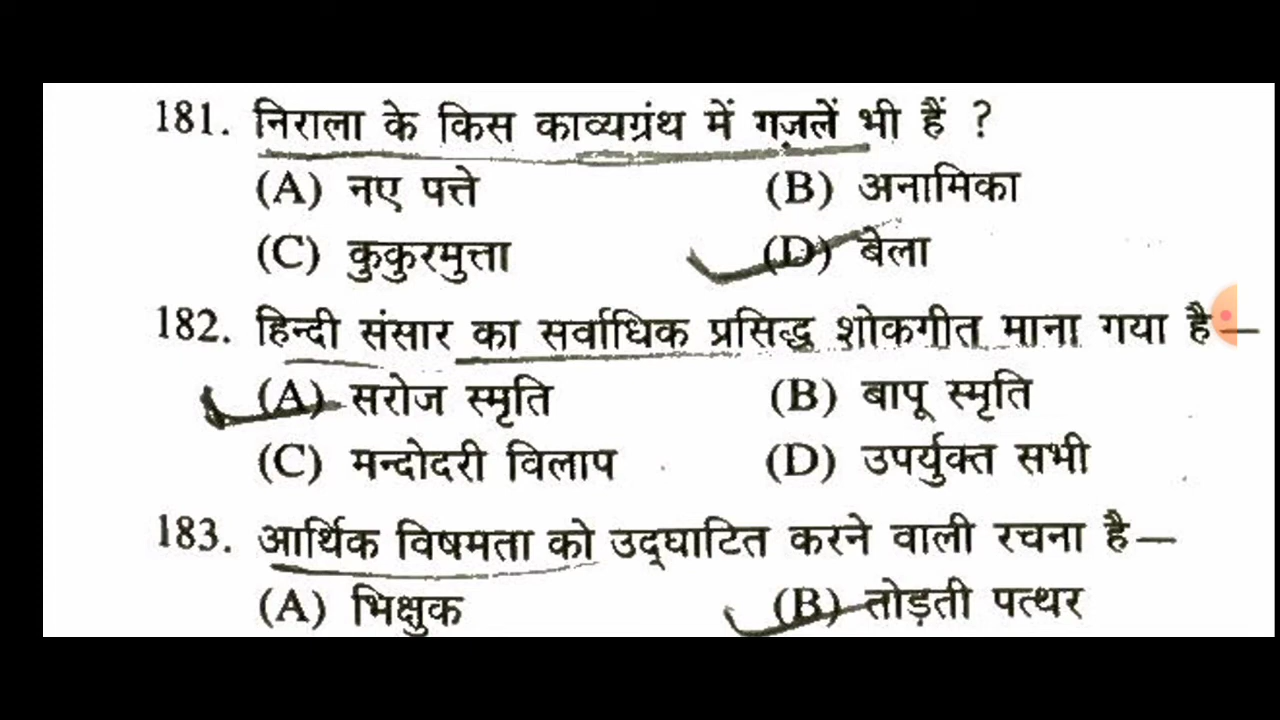 181. निराला के किस काव्यग्रंथ में गज़लें भी हैं ?
(A) नए पत्ते (B) अनामिका
(C) कुकुरमुत्ता (D) बेला
182. हिन्दी संसार का सर्वाधिक प्रसिद्ध शोकगीत माना गया है—
(A) सरोज स्मृति (B) बापू स्मृति
(C) मन्दोदरी विलाप (D) उपर्युक्त सभी
183. आर्थिक विषमता को उद्घाटित करने वाली रचना है—
(A) भिक्षुक (B) तोड़ती पत्थर